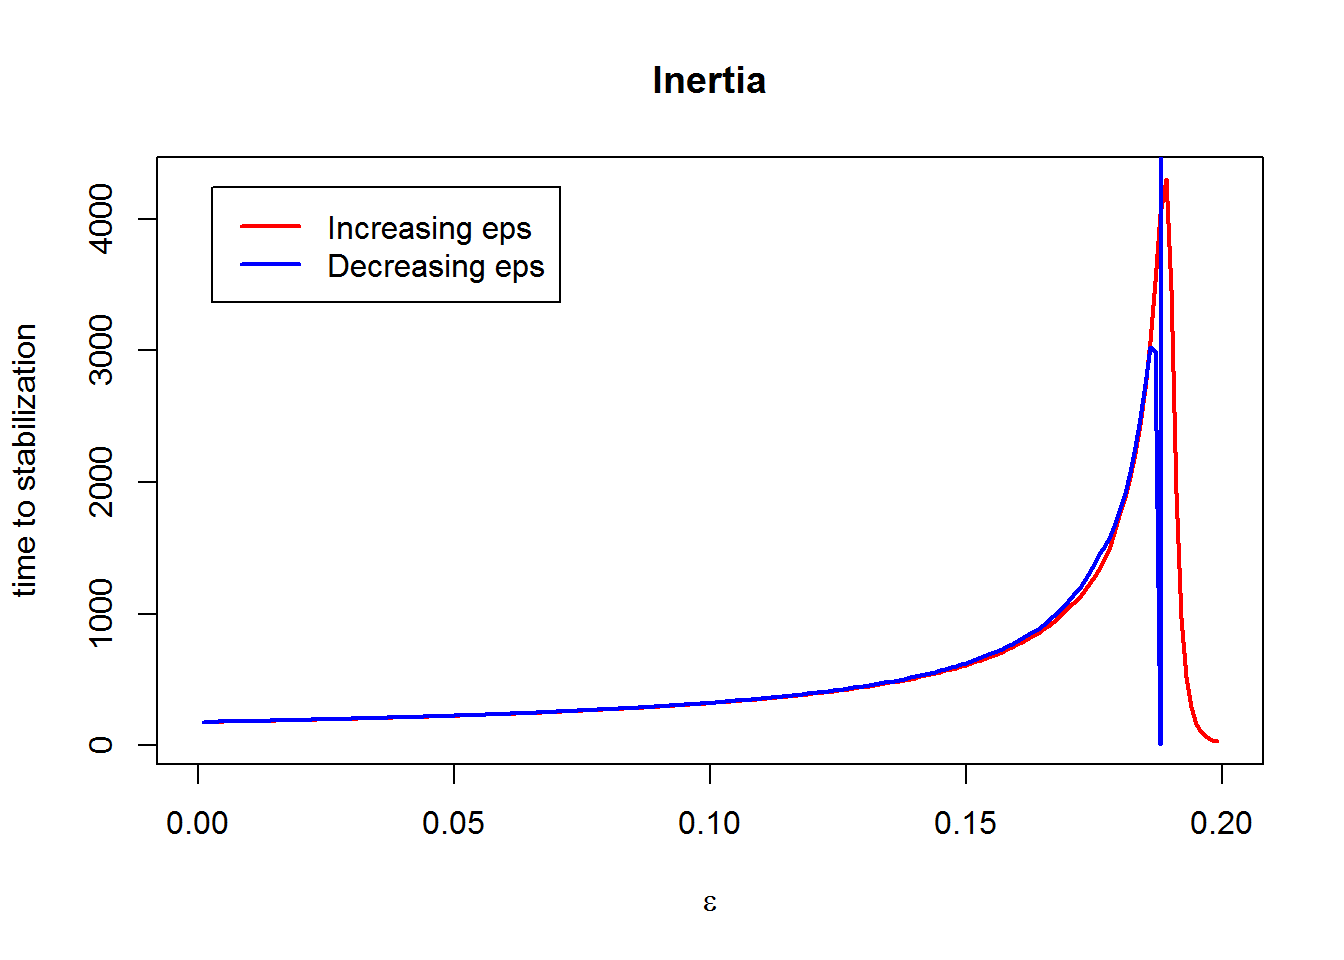 Inertia
Increasing eps
Decreasing eps
time to stabilization
4000
3000
2000
1000
0
0.00 0.05 0.10 0.15 0.20
ε